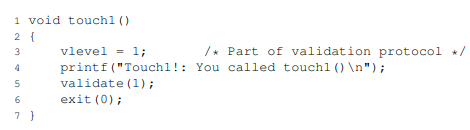 1 void touch1()
2 {
3     vlevel = 1;       /* Part of validation protocol */
4     printf("Touch1!: You called touch1()\n");
5     validate(1);
6     exit(0);
7 }